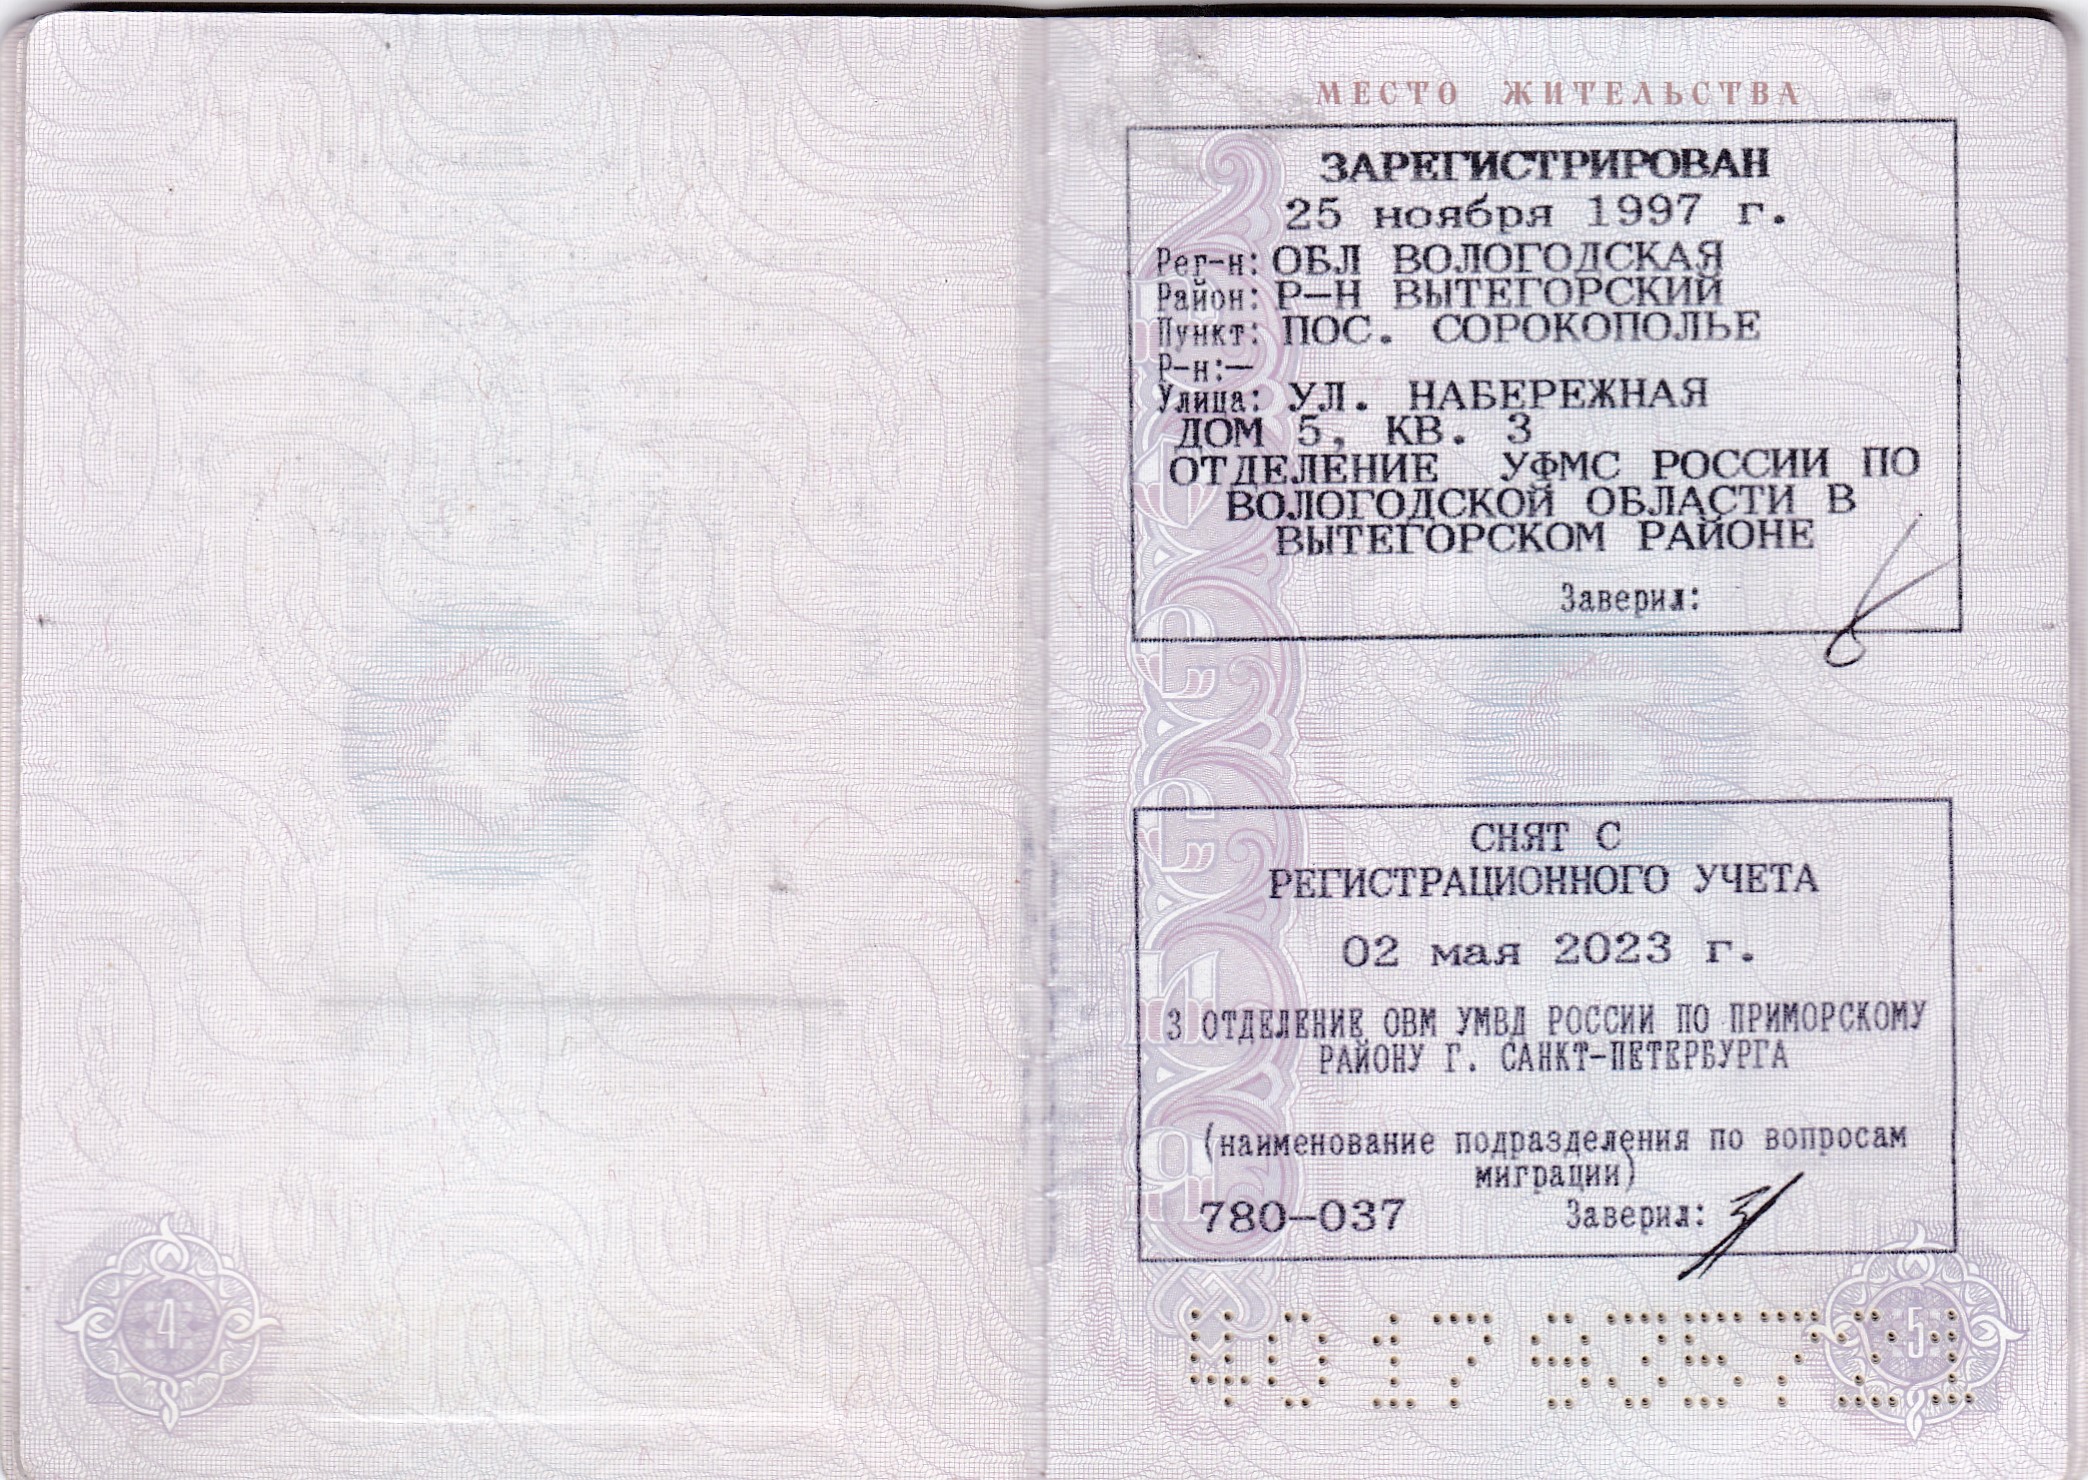 МЕСТО ЖИТЕЛЬСТВА
ЗАРЕГИСТРИРОВАН
25 ноября 1997 г.
Рег-н: ОБЛ ВОЛОГОДСКАЯ
Район: Р-Н ВЫТЕГОРСКИЙ
Пункт: ПОС. СОРОКОПОЛЬЕ
Р-н:—
Улица: УЛ. НАБЕРЕЖНАЯ
ДОМ 5, КВ. 3
ОТДЕЛЕНИЕ УФМС РОССИИ ПО
ВОЛОГОДСКОЙ ОБЛАСТИ В
ВЫТЕГОРСКОМ РАЙОНЕ
Заверил:
СНЯТ С
РЕГИСТРАЦИОННОГО УЧЕТА
02 мая 2023 г.
3 ОТДЕЛЕНИЕ ОВМ УМВД РОССИИ ПО ПРИМОРСКОМУ
РАЙОНУ Г. САНКТ-ПЕТЕРБУРГА
(наименование подразделения по вопросам
миграции)
780-037 Заверил:
4
5